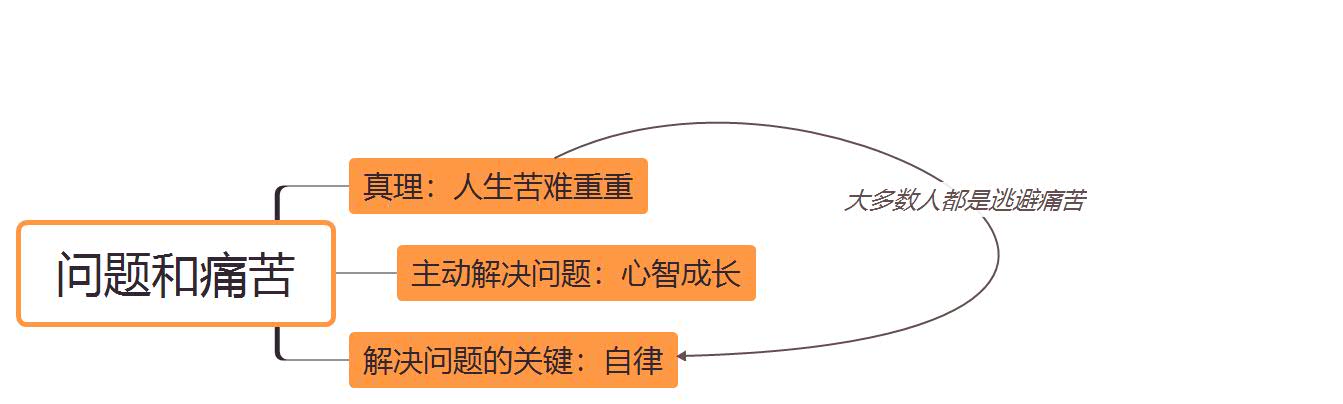 真理：人生苦难重重
大多数人都是逃避痛苦
问题和痛苦
主动解决问题：心智成长
解决问题的关键：自律